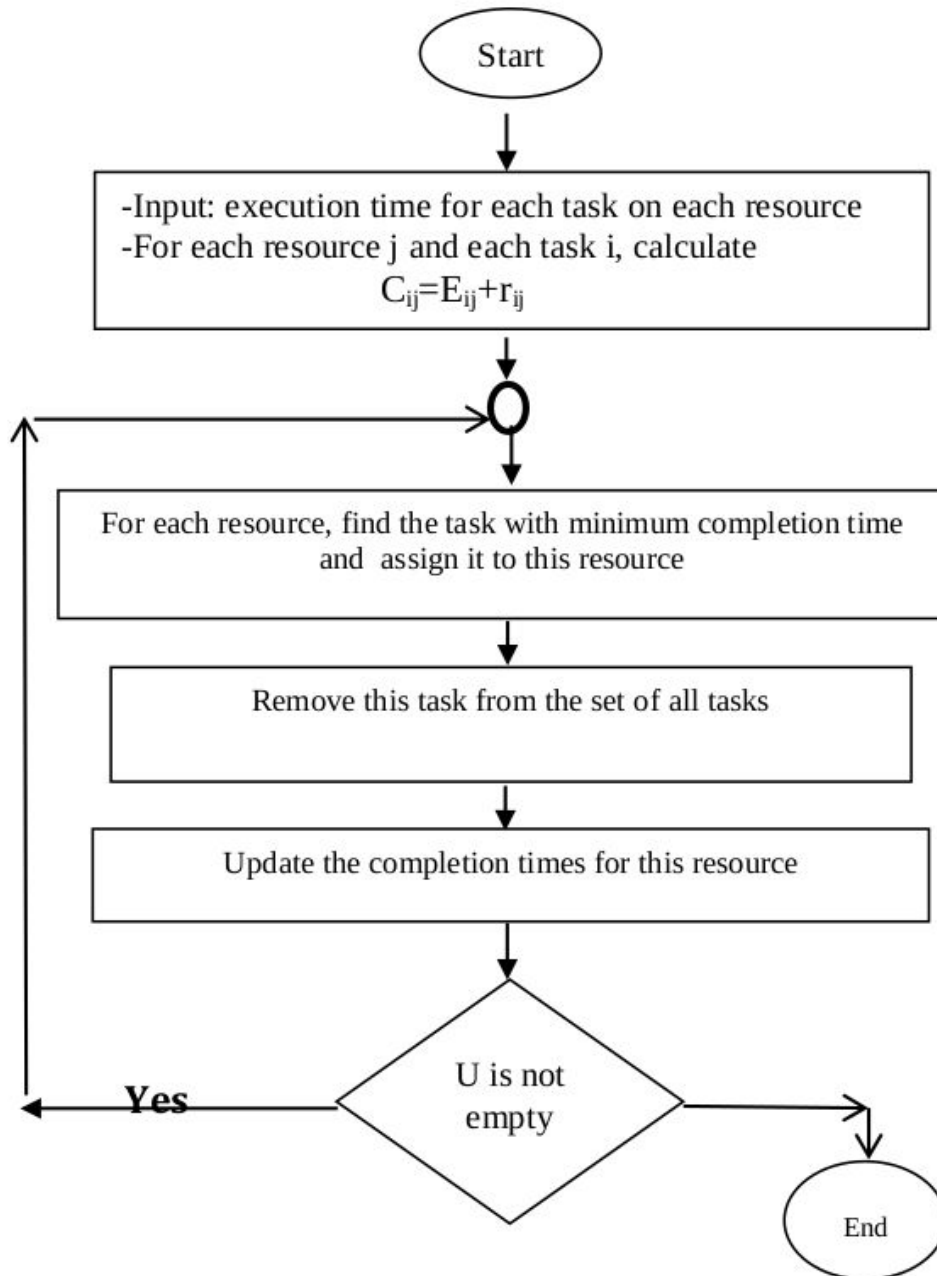 Start
-Input: execution time for each task on each resource
-For each resource j and each task i, calculate
Cij=Eij+rij
For each resource, find the task with minimum completion time
and assign it to this resource
Remove this task from the set of all tasks
Update the completion times for this resource
U is not
empty
Yes
End